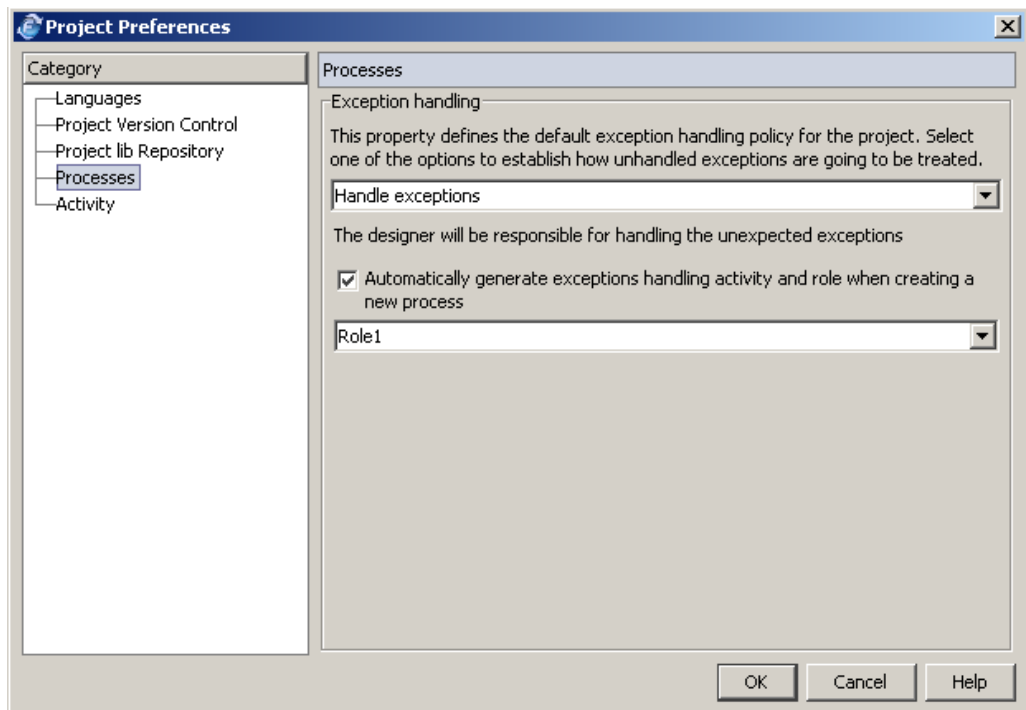 Project Preferences
Category
Languages
Project Version Control
Project lib Repository
Processes
Activity
Processes
Exception handling
This property defines the default exception handling policy for the project. Select
one of the options to establish how unhandled exceptions are going to be treated.
Handle exceptions
The designer will be responsible for handling the unexpected exceptions
Automatically generate exceptions handling activity and role when creating a
new process
Role1
OK
Cancel
Help